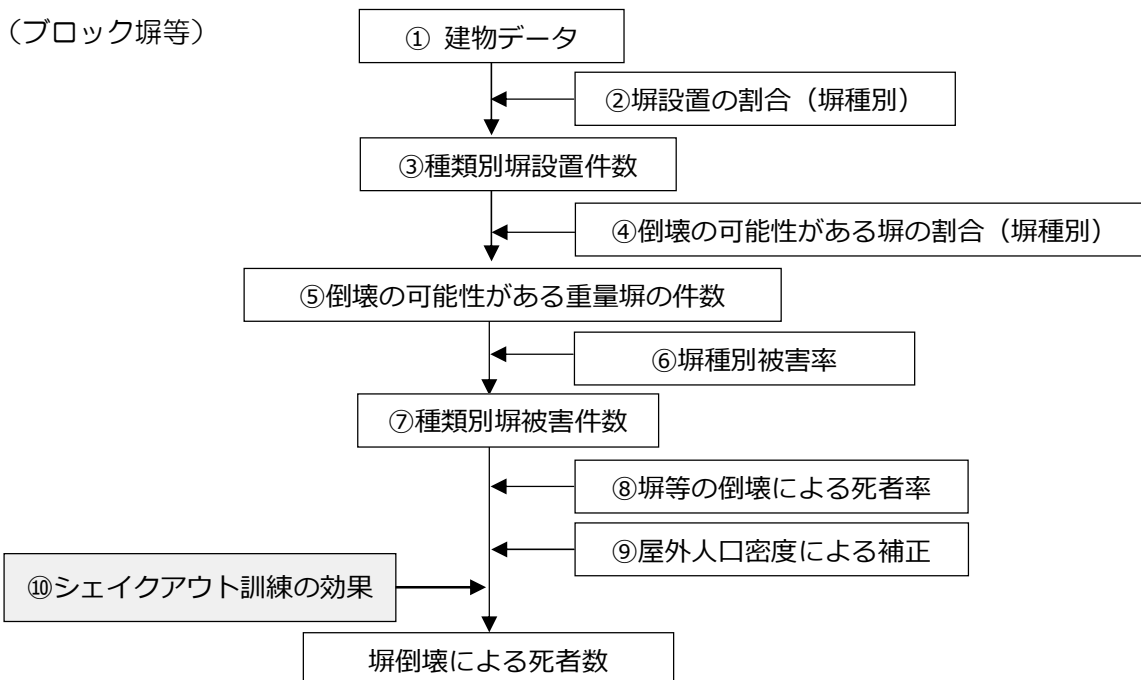 （ブロック塀等）
① 建物データ
②塀設置の割合（塀種別）
③種類別塀設置件数
④倒壊の可能性がある塀の割合（塀種別）
⑤倒壊の可能性がある重量塀の件数
⑥塀種別被害率
⑦種類別塀被害件数
⑧塀等の倒壊による死者率
⑨屋外人口密度による補正
⑩シェイクアウト訓練の効果
塀倒壊による死者数